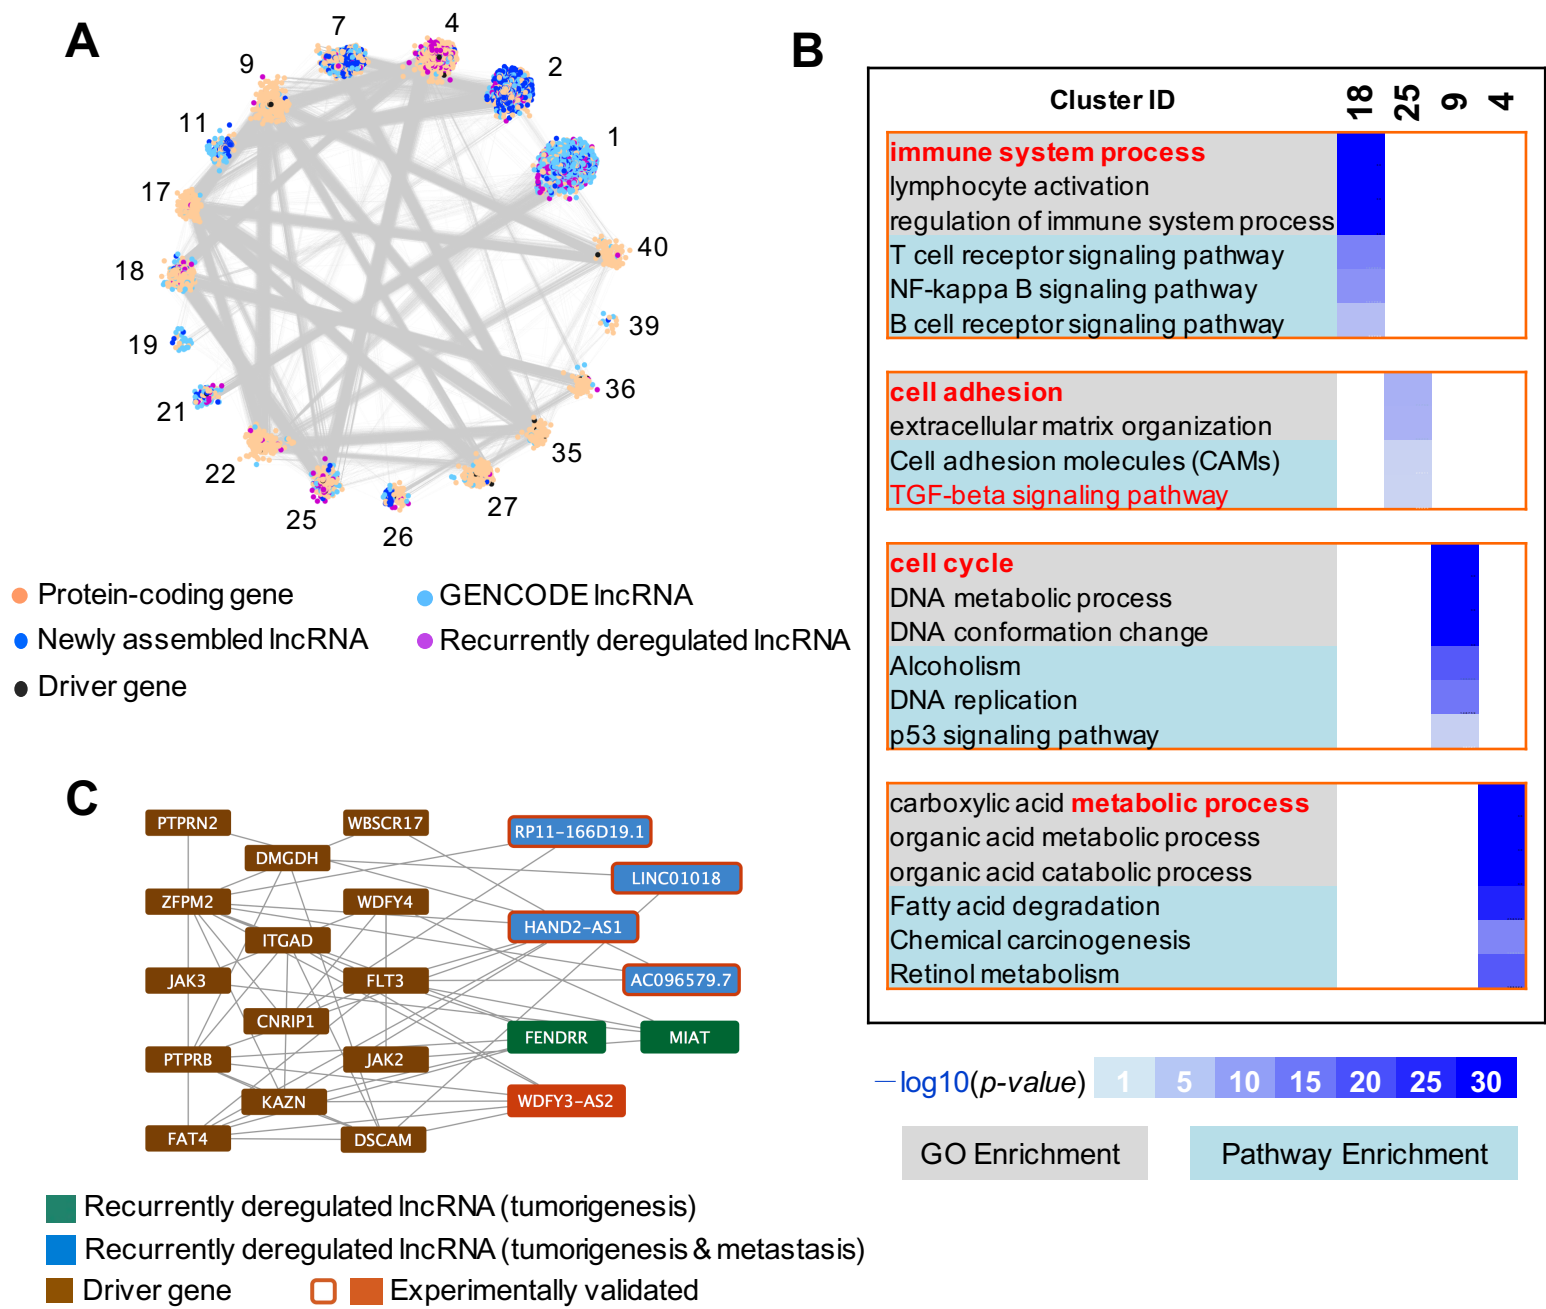 A
7
4
9
2
11
1
17
40
18
39
19
36
21
35
22
27
25
26
Protein-coding gene
GENCODE lncRNA
Newly assembled lncRNA
Recurrently deregulated lncRNA
Driver gene
B
Cluster ID
18
25
9
4
immune system process
lymphocyte activation
regulation of immune system process
T cell receptor signaling pathway
NF-kappa B signaling pathway
B cell receptor signaling pathway
cell adhesion
extracellular matrix organization
Cell adhesion molecules (CAMs)
TGF-beta signaling pathway
cell cycle
DNA metabolic process
DNA conformation change
Alcoholism
DNA replication
p53 signaling pathway
carboxylic acid metabolic process
organic acid metabolic process
organic acid catabolic process
Fatty acid degradation
Chemical carcinogenesis
Retinol metabolism
—log10(p-value) 1 5 10 15 20 25 30
GO Enrichment
Pathway Enrichment
C
PTPRN2
WBSCR17
RP11-166D19.1
DMGDH
LINC01018
ZFPM2
WDFY4
HAND2-AS1
ITGAD
JAK3
FLT3
AC096579.7
CNRIP1
FENDRR
MIAT
PTPRB
JAK2
KAZN
WDFY3-AS2
FAT4
DSCAM
Recurrently deregulated lncRNA (tumorigenesis)
Recurrently deregulated lncRNA (tumorigenesis & metastasis)
Driver gene
Experimentally validated